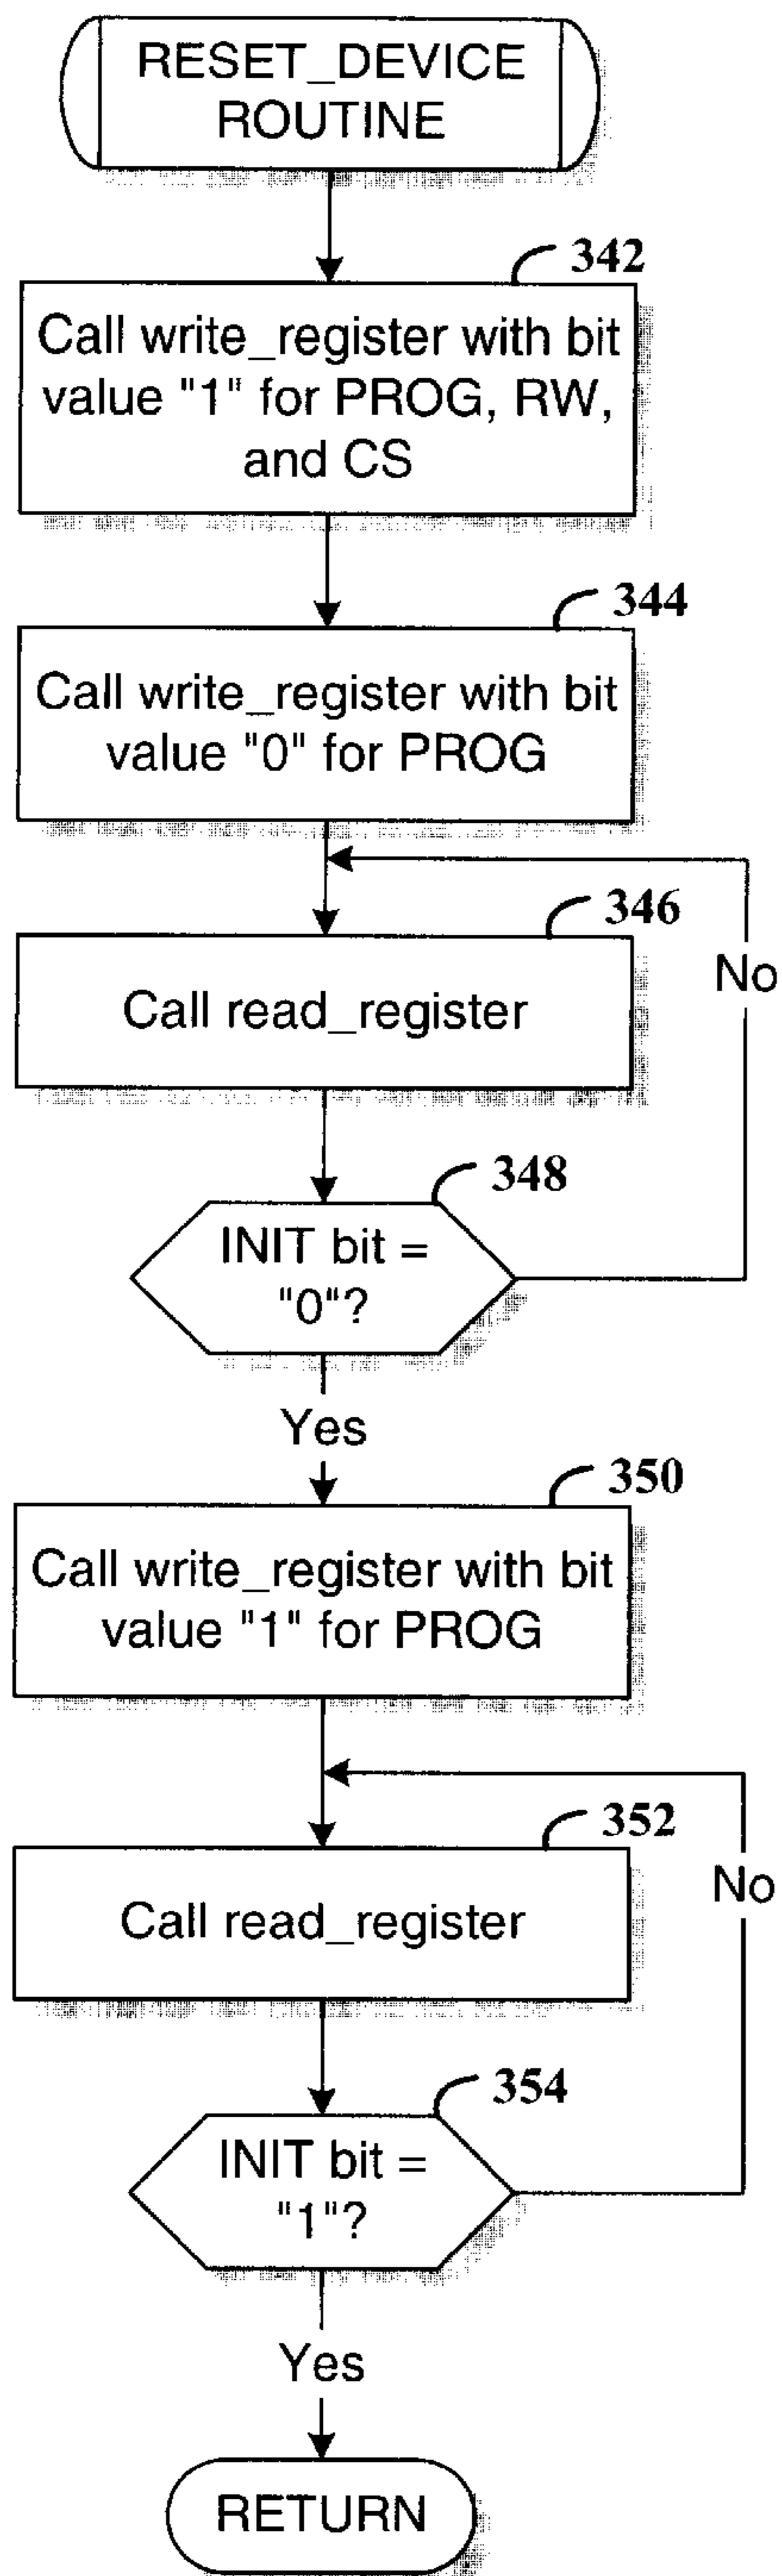 RESET_DEVICE
ROUTINE
342
Call write_register with bit
value "1" for PROG, RW,
and CS
344
Call write_register with bit
value "0" for PROG
346
No
Call read_register
348
INIT bit =
"0"?
Yes
350
Call write_register with bit
value "1" for PROG
352
No
Call read_register
354
INIT bit =
"1"?
Yes
RETURN